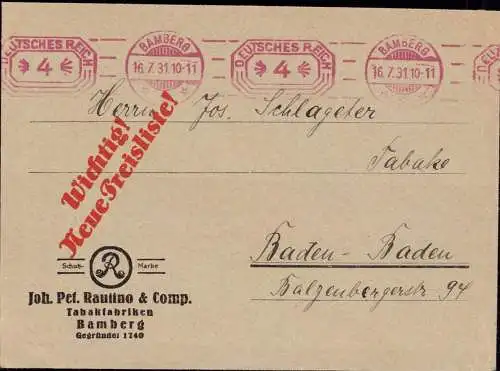 DEUTSCHES REICH
4
BAMBERG
16.7.31.10-11
DEUTSCHES REICH
4
BAMBERG
16.7.31.10-11
Herrn Jos. Schlageter
Tabake
Wichtig!
Neue Preisliste!
Baden-Baden
Balzenbergerstr 94
Schutz- R Marke
Joh. Pet. Raulino & Comp.
Tabakfabriken
Bamberg
Gegründet 1740